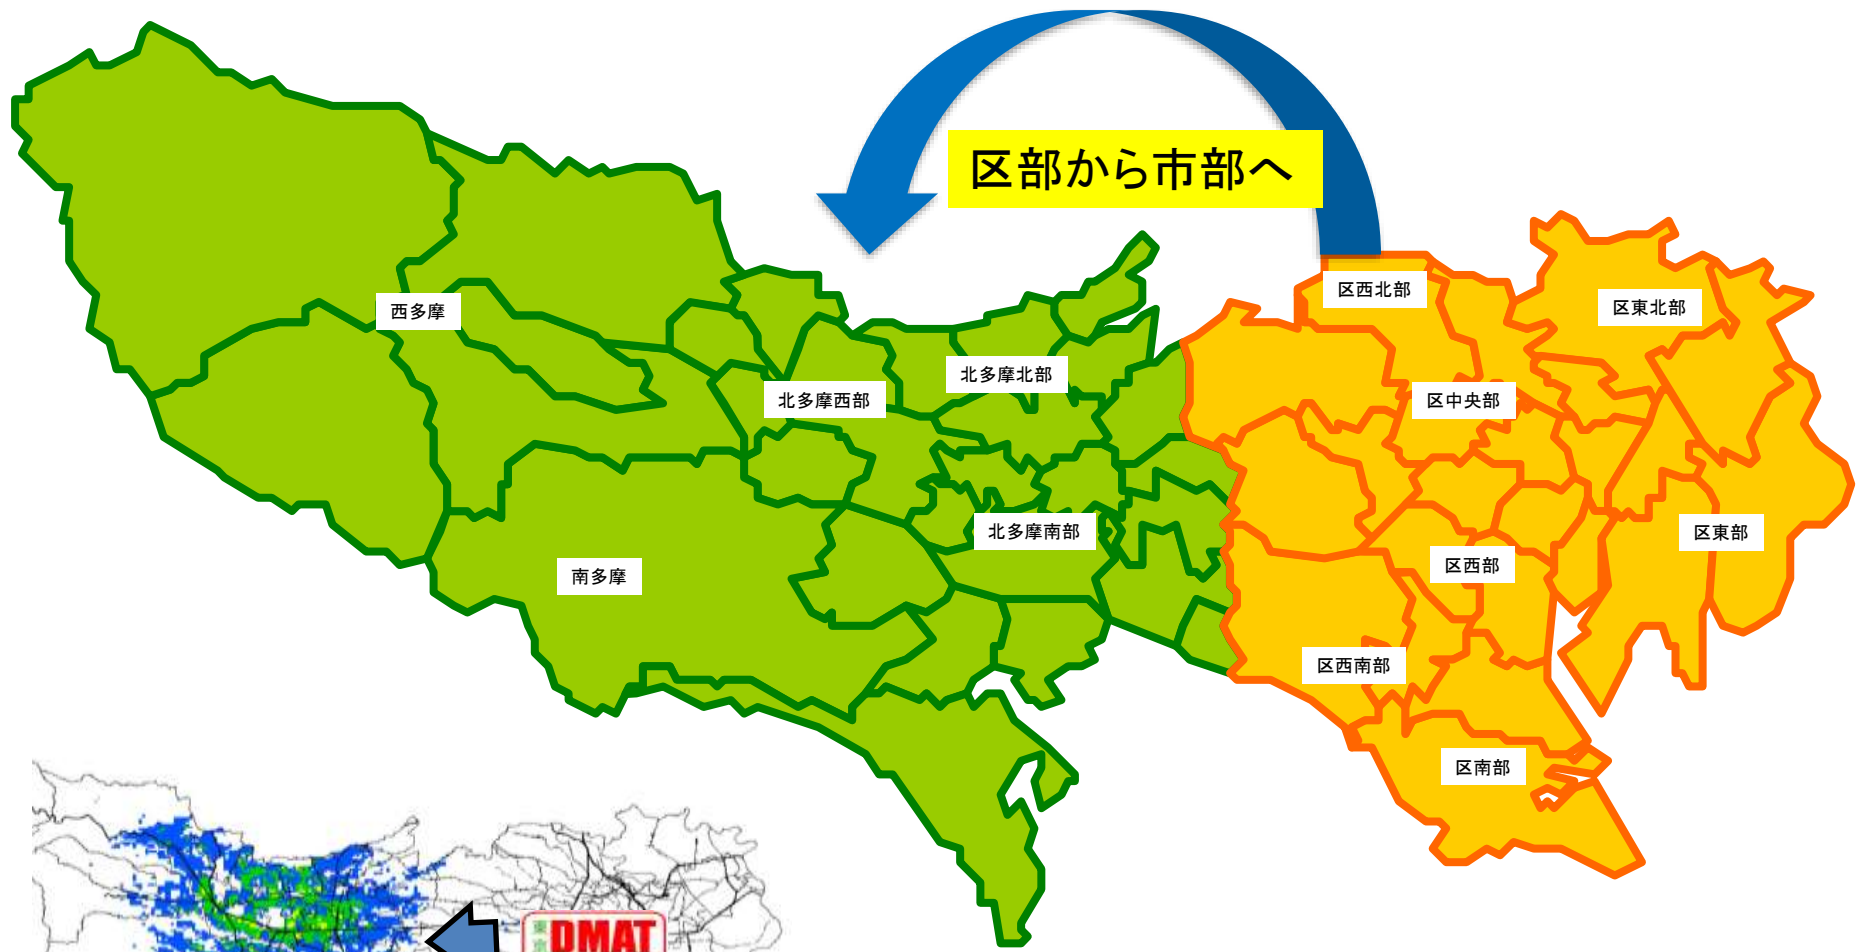 区部から市部へ
区西北部
区東北部
西多摩
北多摩北部
北多摩西部
区中央部
北多摩南部
区東部
区西部
南多摩
区西南部
区南部
東
京
DMAT